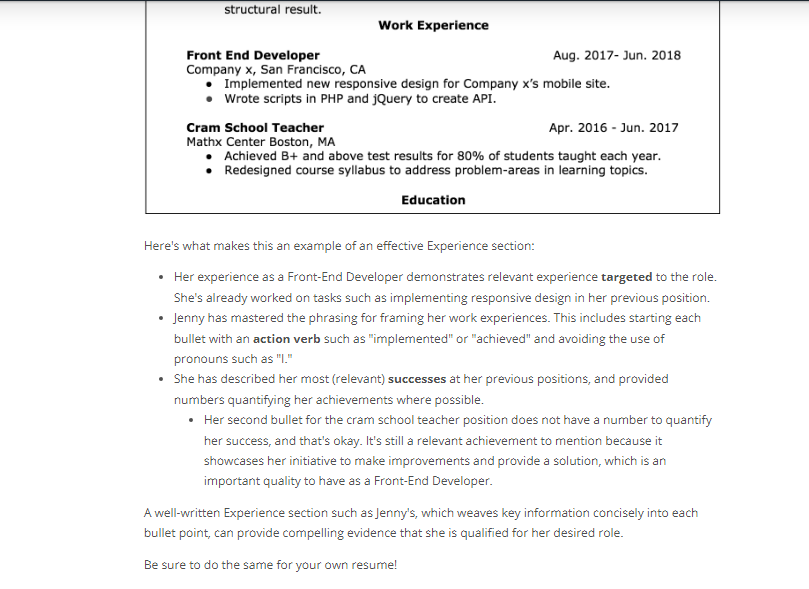 structural result.
Work Experience
Front End Developer Aug. 2017- Jun. 2018
Company x, San Francisco, CA
• Implemented new responsive design for Company x's mobile site.
• Wrote scripts in PHP and jQuery to create API.
Cram School Teacher Apr. 2016 - Jun. 2017
Mathx Center Boston, MA
• Achieved B+ and above test results for 80% of students taught each year.
• Redesigned course syllabus to address problem-areas in learning topics.
Education
Here's what makes this an example of an effective Experience section:
• Her experience as a Front-End Developer demonstrates relevant experience targeted to the role.
She's already worked on tasks such as implementing responsive design in her previous position.
• Jenny has mastered the phrasing for framing her work experiences. This includes starting each
bullet with an action verb such as "implemented" or "achieved" and avoiding the use of
pronouns such as "I."
• She has described her most (relevant) successes at her previous positions, and provided
numbers quantifying her achievements where possible.
• Her second bullet for the cram school teacher position does not have a number to quantify
her success, and that's okay. It's still a relevant achievement to mention because it
showcases her initiative to make improvements and provide a solution, which is an
important quality to have as a Front-End Developer.
A well-written Experience section such as Jenny's, which weaves key information concisely into each
bullet point, can provide compelling evidence that she is qualified for her desired role.
Be sure to do the same for your own resume!